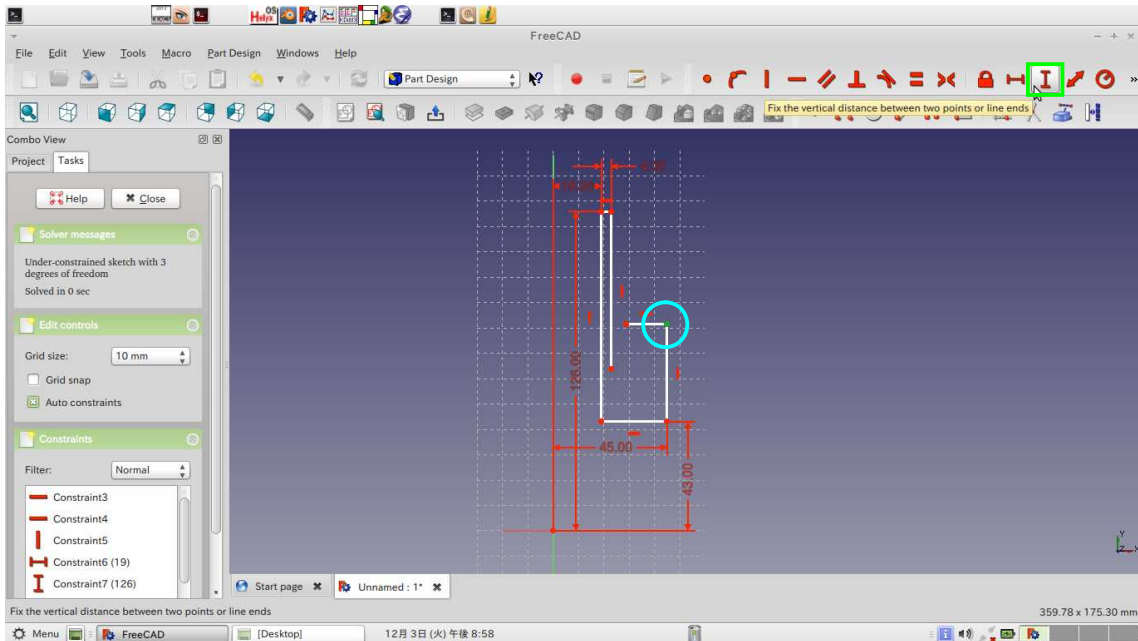 Helix OS
FreeCAD
File Edit View Tools Macro Part Design Windows Help
Part Design
Fix the vertical distance between two points or line ends
Combo View
Project Tasks
Help Close
Solver messages
Under-constrained sketch with 3
degrees of freedom
Solved in 0 sec
Edit controls
Grid size: 10 mm
Grid snap
Auto constraints
Constraints
Filter: Normal
Constraint3
Constraint4
Constraint5
Constraint6 (19)
Constraint7 (126)
126.00
45.00
43.00
Y
Z X
Start page
Unnamed : 1*
Fix the vertical distance between two points or line ends
359.78 x 175.30 mm
Menu FreeCAD [Desktop] 12月 3日 (火) 午後 8:58